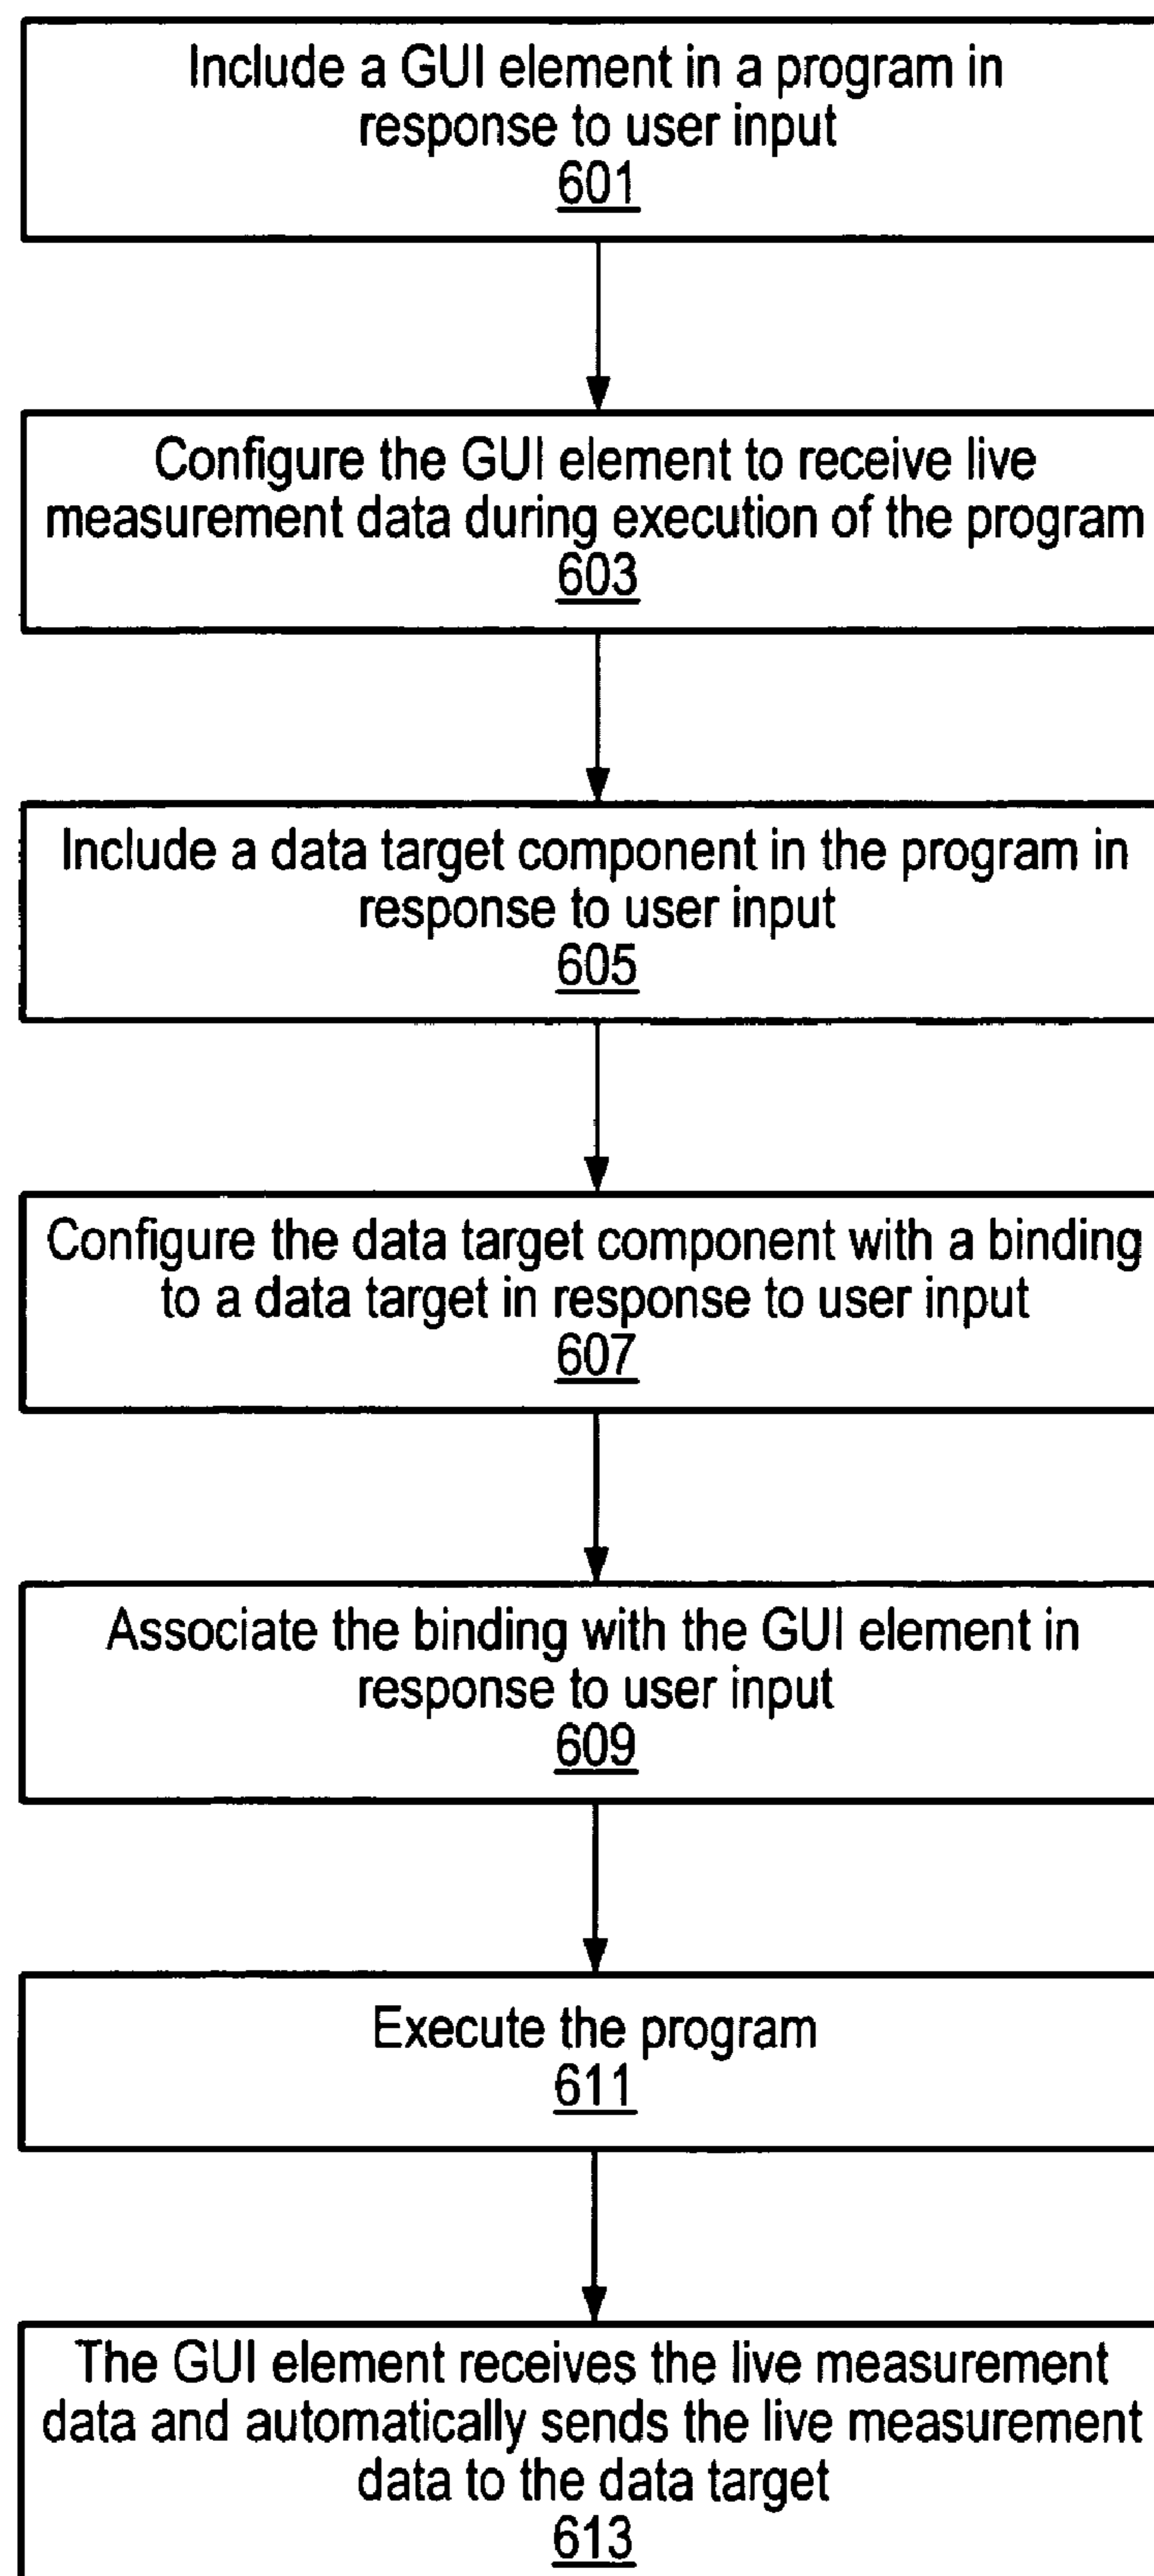 Include a GUI element in a program in
response to user input
601
Configure the GUI element to receive live
measurement data during execution of the program
603
Include a data target component in the program in
response to user input
605
Configure the data target component with a binding
to a data target in response to user input
607
Associate the binding with the GUI element in
response to user input
609
Execute the program
611
The GUI element receives the live measurement
data and automatically sends the live measurement
data to the data target
613